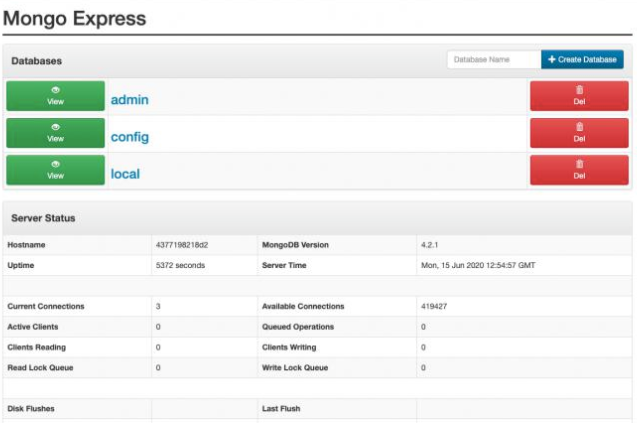 Mongo Express
Databases Database Name + Create Database
View admin Del
View config Del
View local Del
Server Status
Hostname 4377198218d2 MongoDB Version 4.2.1
Uptime 5372 seconds Server Time Mon, 15 Jun 2020 12:54:57 GMT
Current Connections 3 Available Connections 419427
Active Clients 0 Queued Operations 0
Clients Reading 0 Clients Writing 0
Read Lock Queue 0 Write Lock Queue 0
Disk Flushes Last Flush